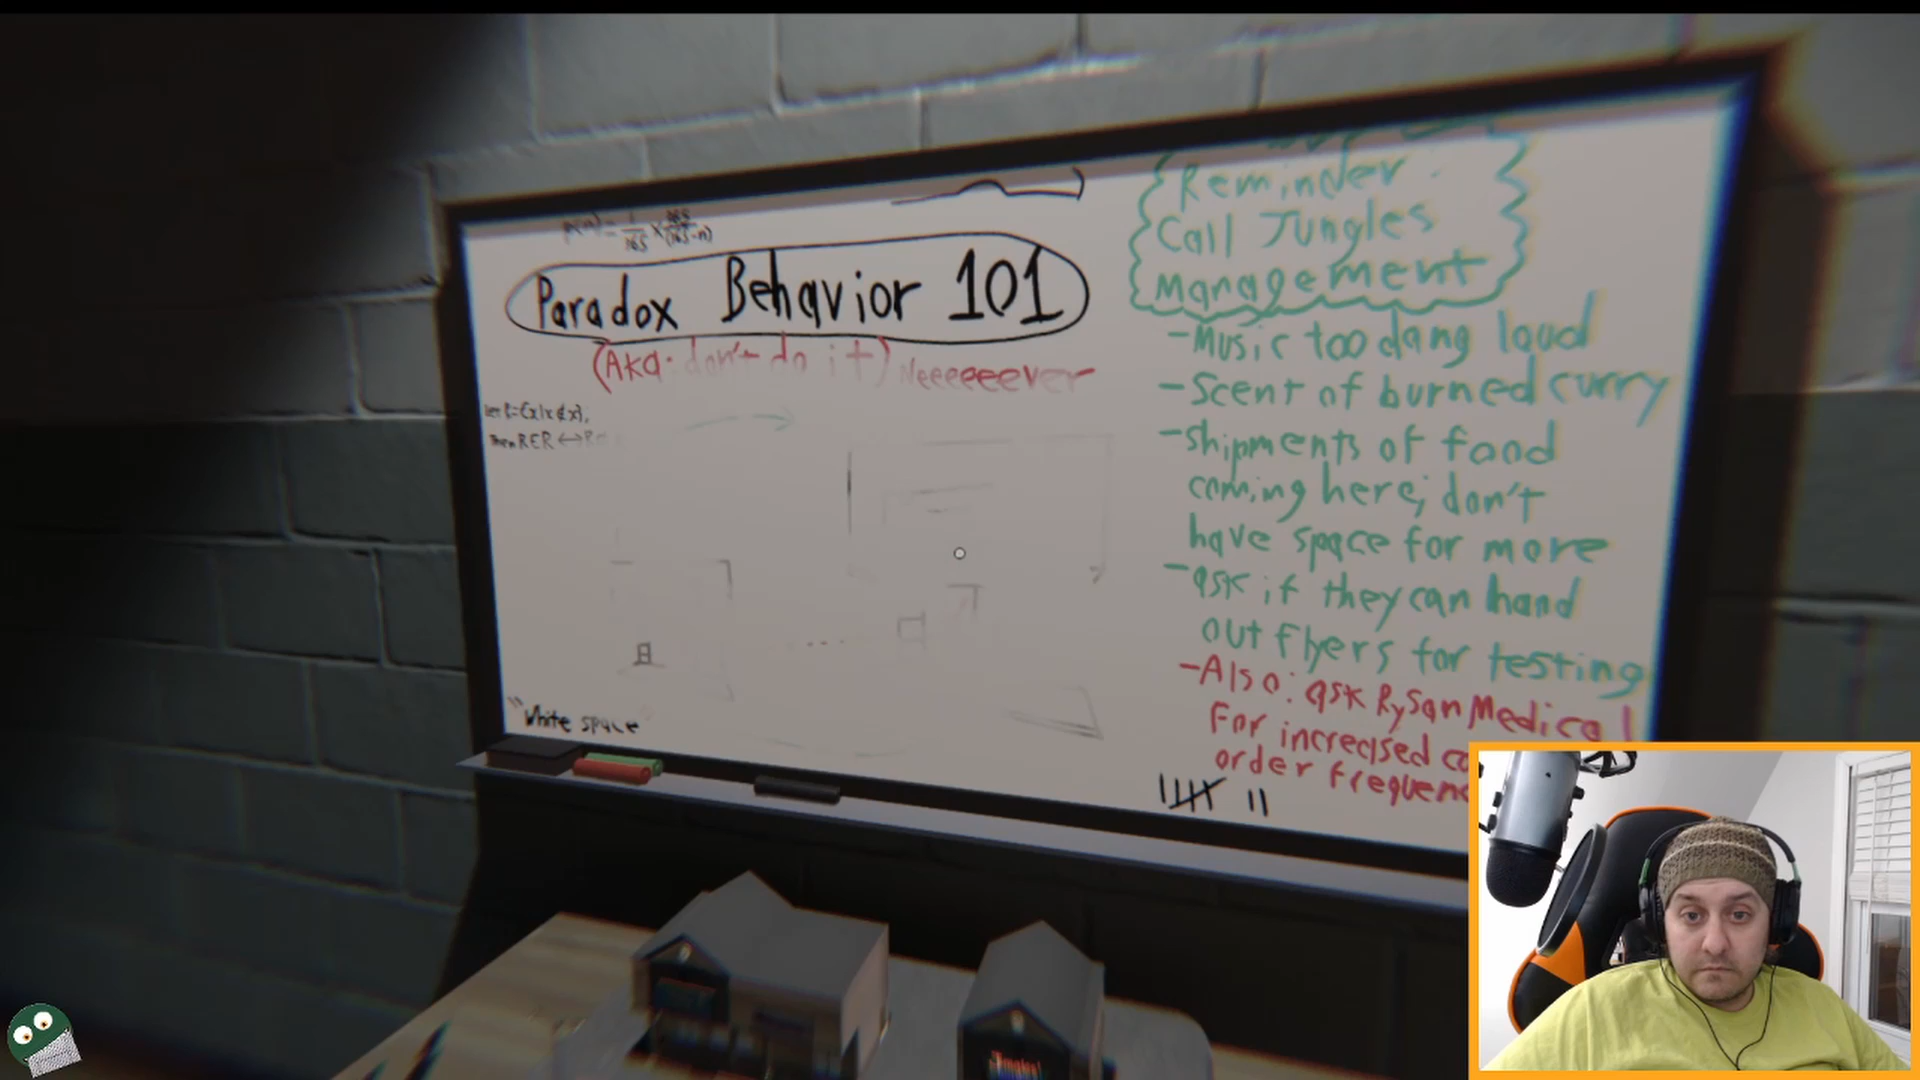 Paradox Behavior 101
(Aka: don't do it) Neeeeeever
Then RER ↔
"White space"
Reminder:
Call Jungles
Management
-Music too dang loud
-Scent of burned curry
-Shipments of food
coming here; don't
have space for more
-ask if they can hand
out flyers for testing
-Also: ask RySan Medical
For increased
order